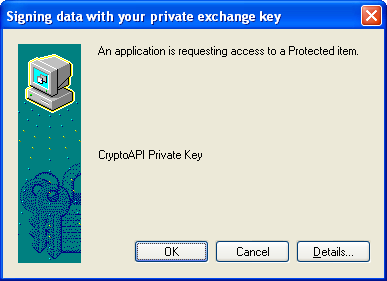 Signing data with your private exchange key
An application is requesting access to a Protected item.
CryptoAPI Private Key
OK
Cancel
Details...